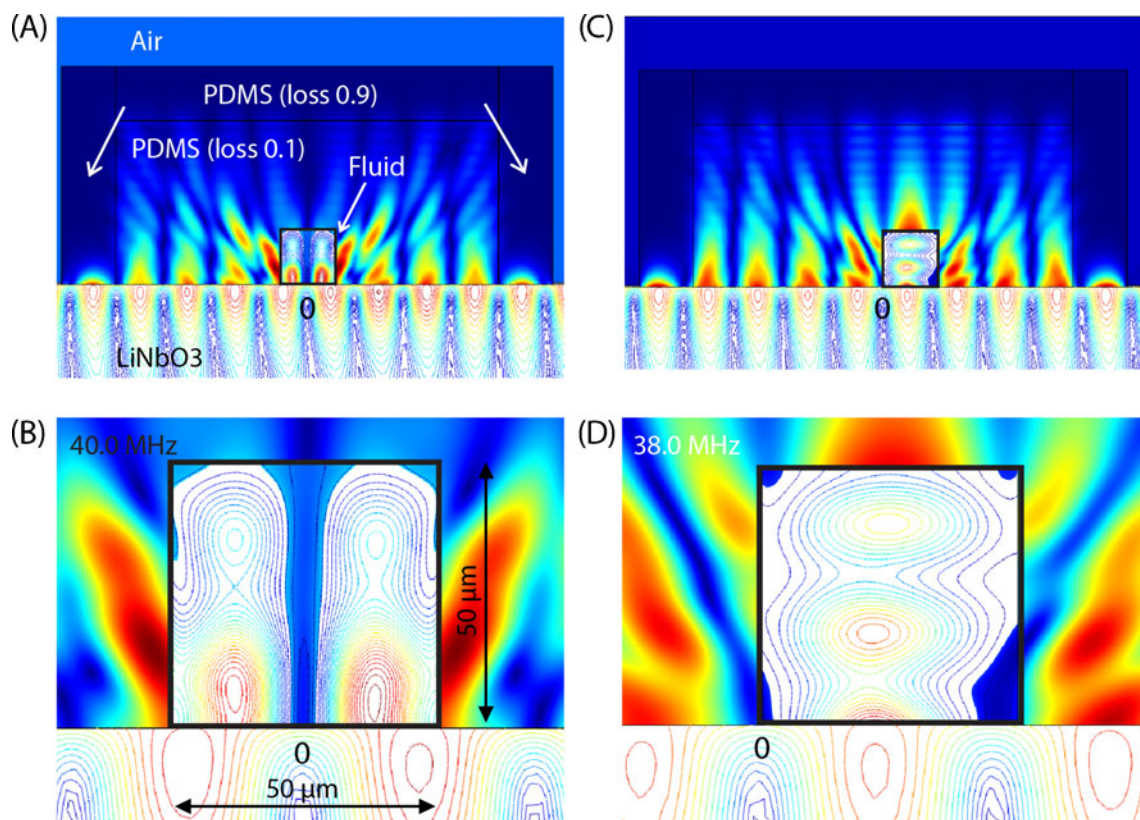 (A)
Air
PDMS (loss 0.9)
PDMS (loss 0.1)
Fluid
0
LiNbO3
(C)
0
(B)
40.0 MHz
50 µm
0
50 µm
(D)
38.0 MHz
0